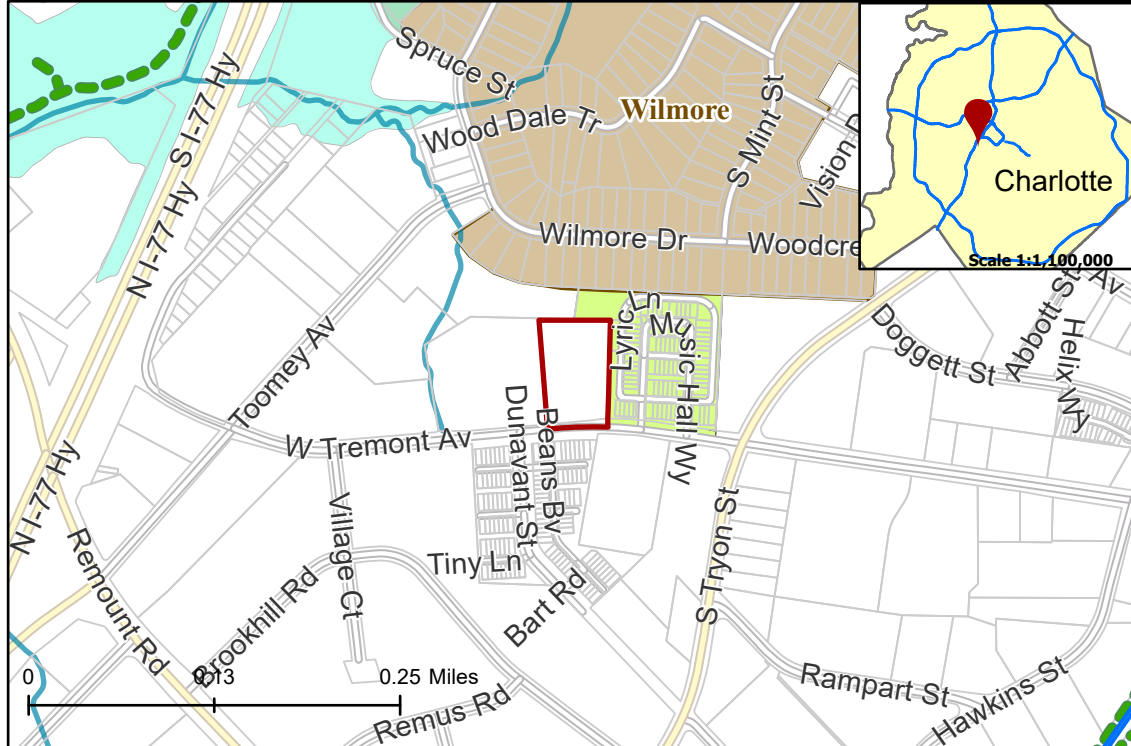 Spruce St
S I-77 Hy
Wood Dale Tr
Wilmore
S Mint St
Vision D
Charlotte
Scale 1:1,100,000
N I-77 Hy
Wilmore Dr
Woodcre
Av
Abbott St
Lyric Ln
Music Hall Wy
Doggett St
Helix Wy
Toomey Av
Dunavant St
Beans Bv
W Tremont Av
N I-77 Hy
Village Ct
S Tryon St
Tiny Ln
Remount Rd
Brookhill Rd
Bart Rd
Rampart St
Hawkins St
Remus Rd
0
0.13
0.25 Miles